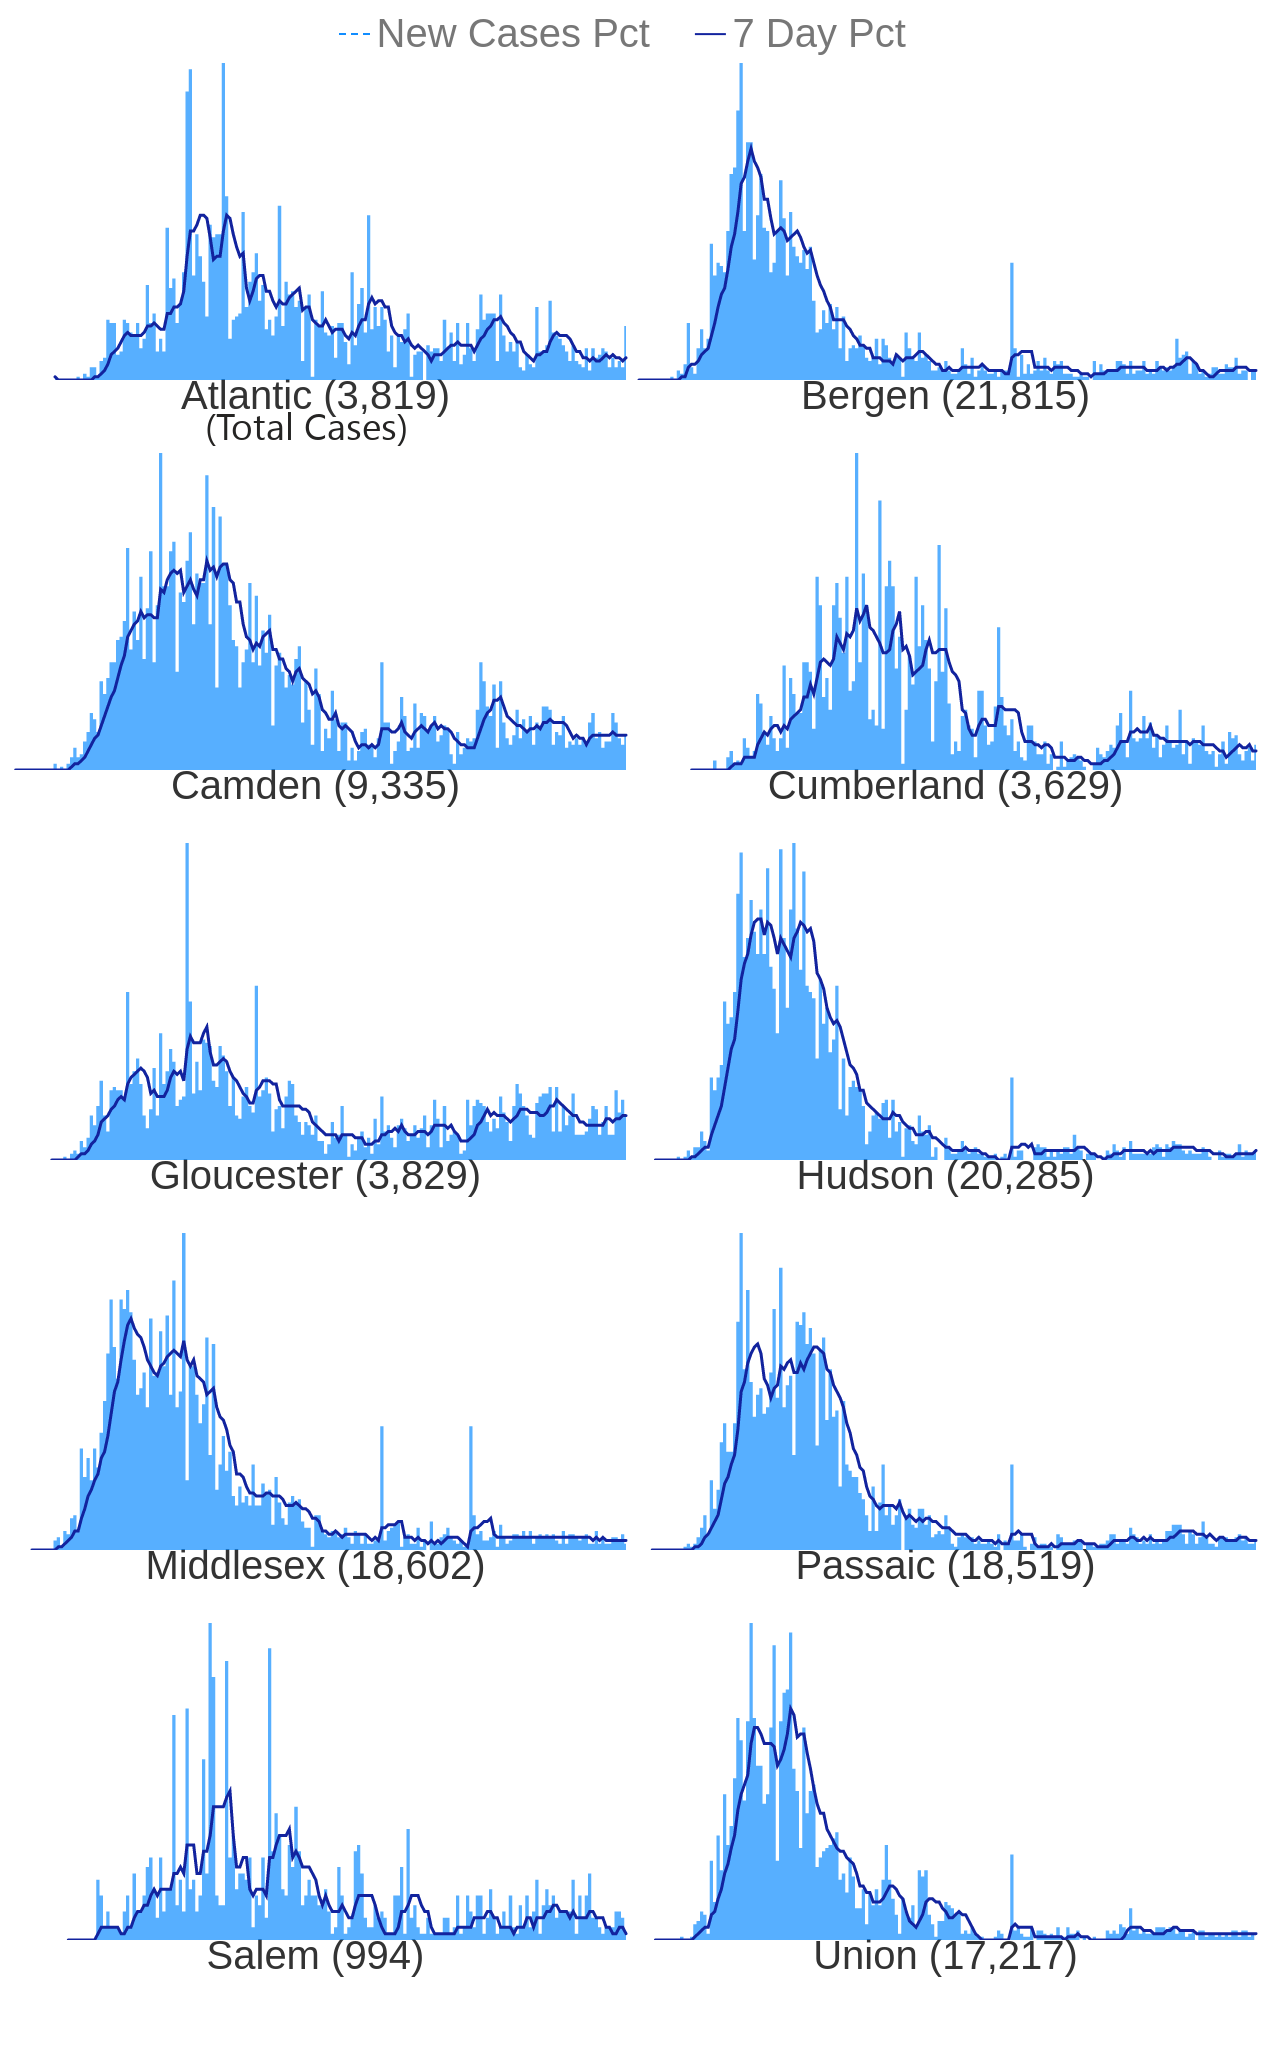 New Cases Pct 7 Day Pct
Atlantic (3,819) Bergen (21,815)
(Total Cases)
Camden (9,335) Cumberland (3,629)
Gloucester (3,829) Hudson (20,285)
Middlesex (18,602) Passaic (18,519)
Salem (994) Union (17,217)